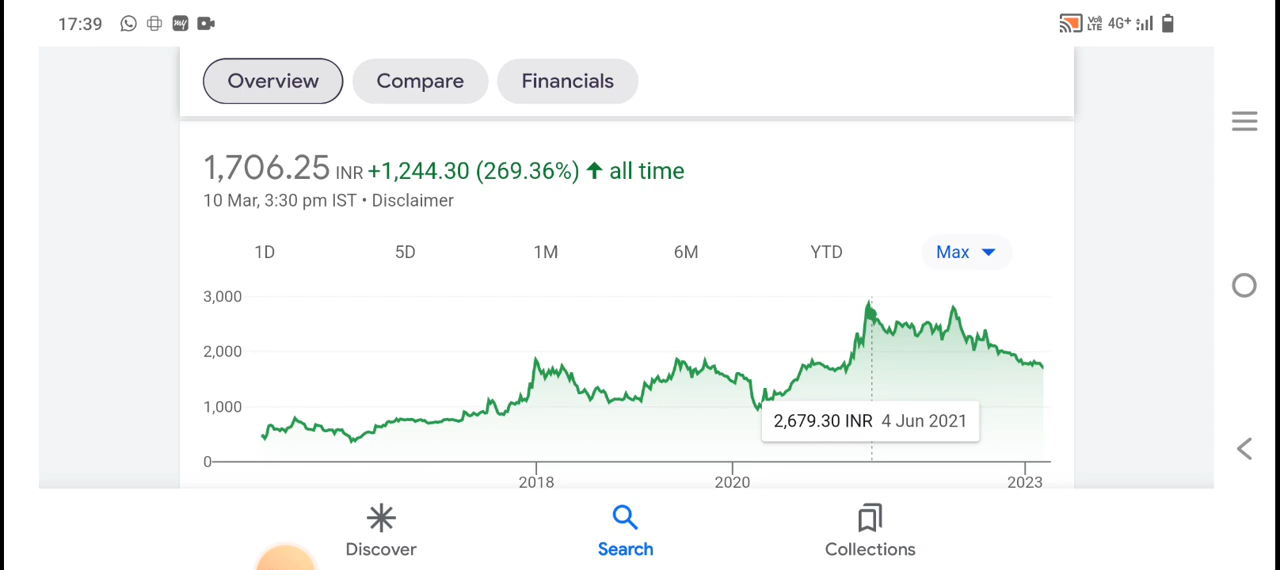 17:39 my Vo) LTE 4G+
Overview Compare Financials
1,706.25 INR +1,244.30 (269.36%) ↑ all time
10 Mar, 3:30 pm IST • Disclaimer
1D 5D 1M 6M YTD Max
3,000
2,000
1,000
2,679.30 INR 4 Jun 2021
0
2018 2020 2023
Discover Search Collections